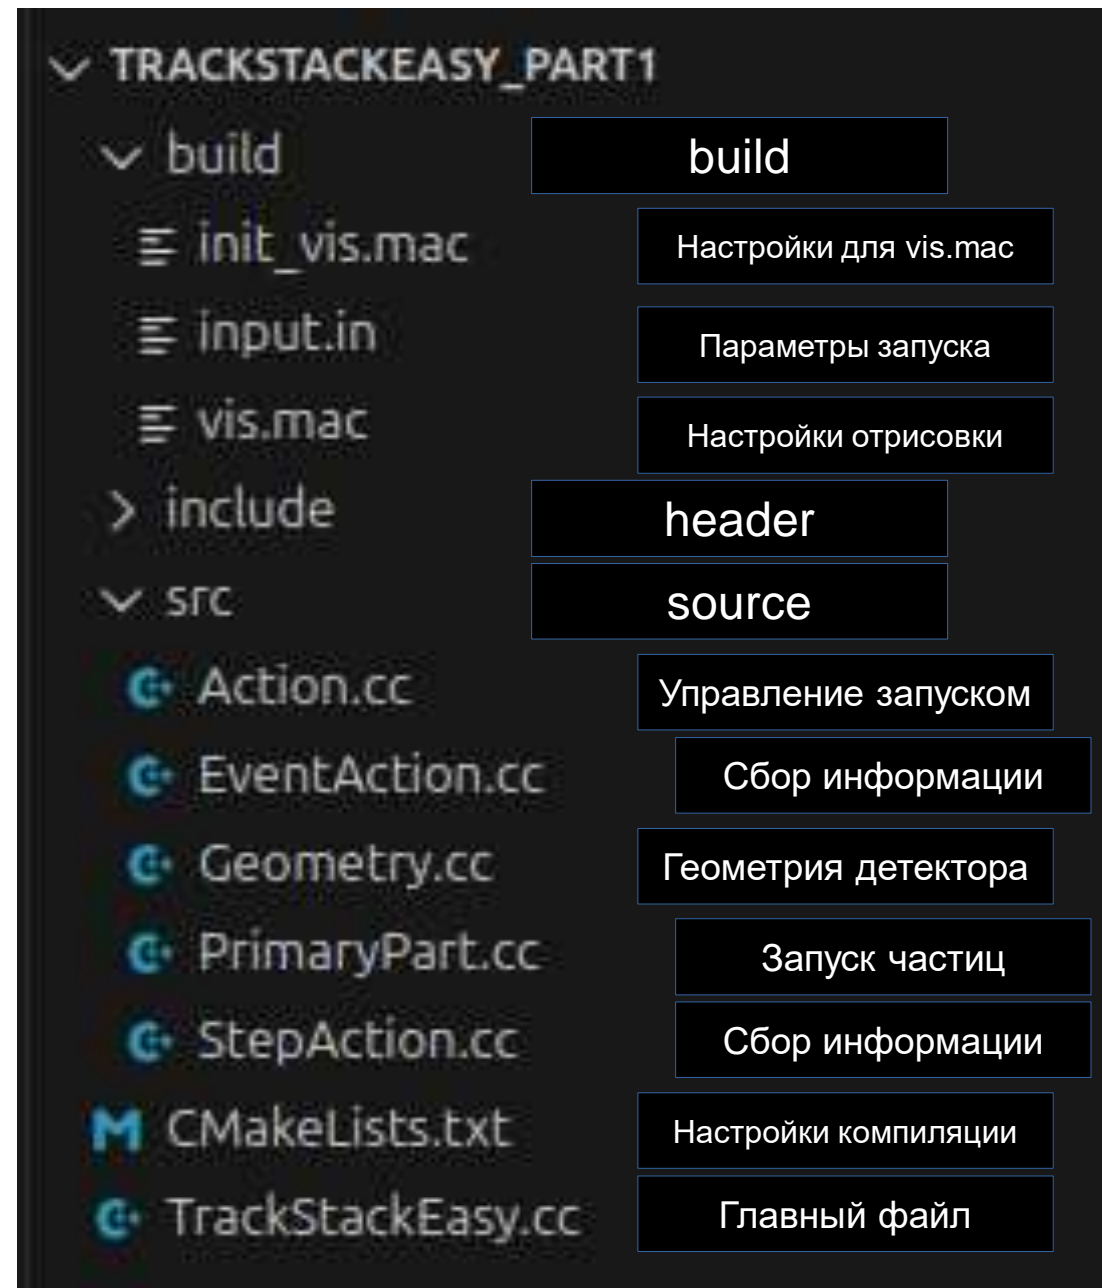 TRACKSTACKEASY_PART1
build build
init_vis.mac Настройки для vis.mac
input.in Параметры запуска
vis.mac Настройки отрисовки
include header
src source
Action.cc Управление запуском
EventAction.cc Сбор информации
Geometry.cc Геометрия детектора
PrimaryPart.cc Запуск частиц
StepAction.cc Сбор информации
CMakeLists.txt Настройки компиляции
TrackStackEasy.cc Главный файл